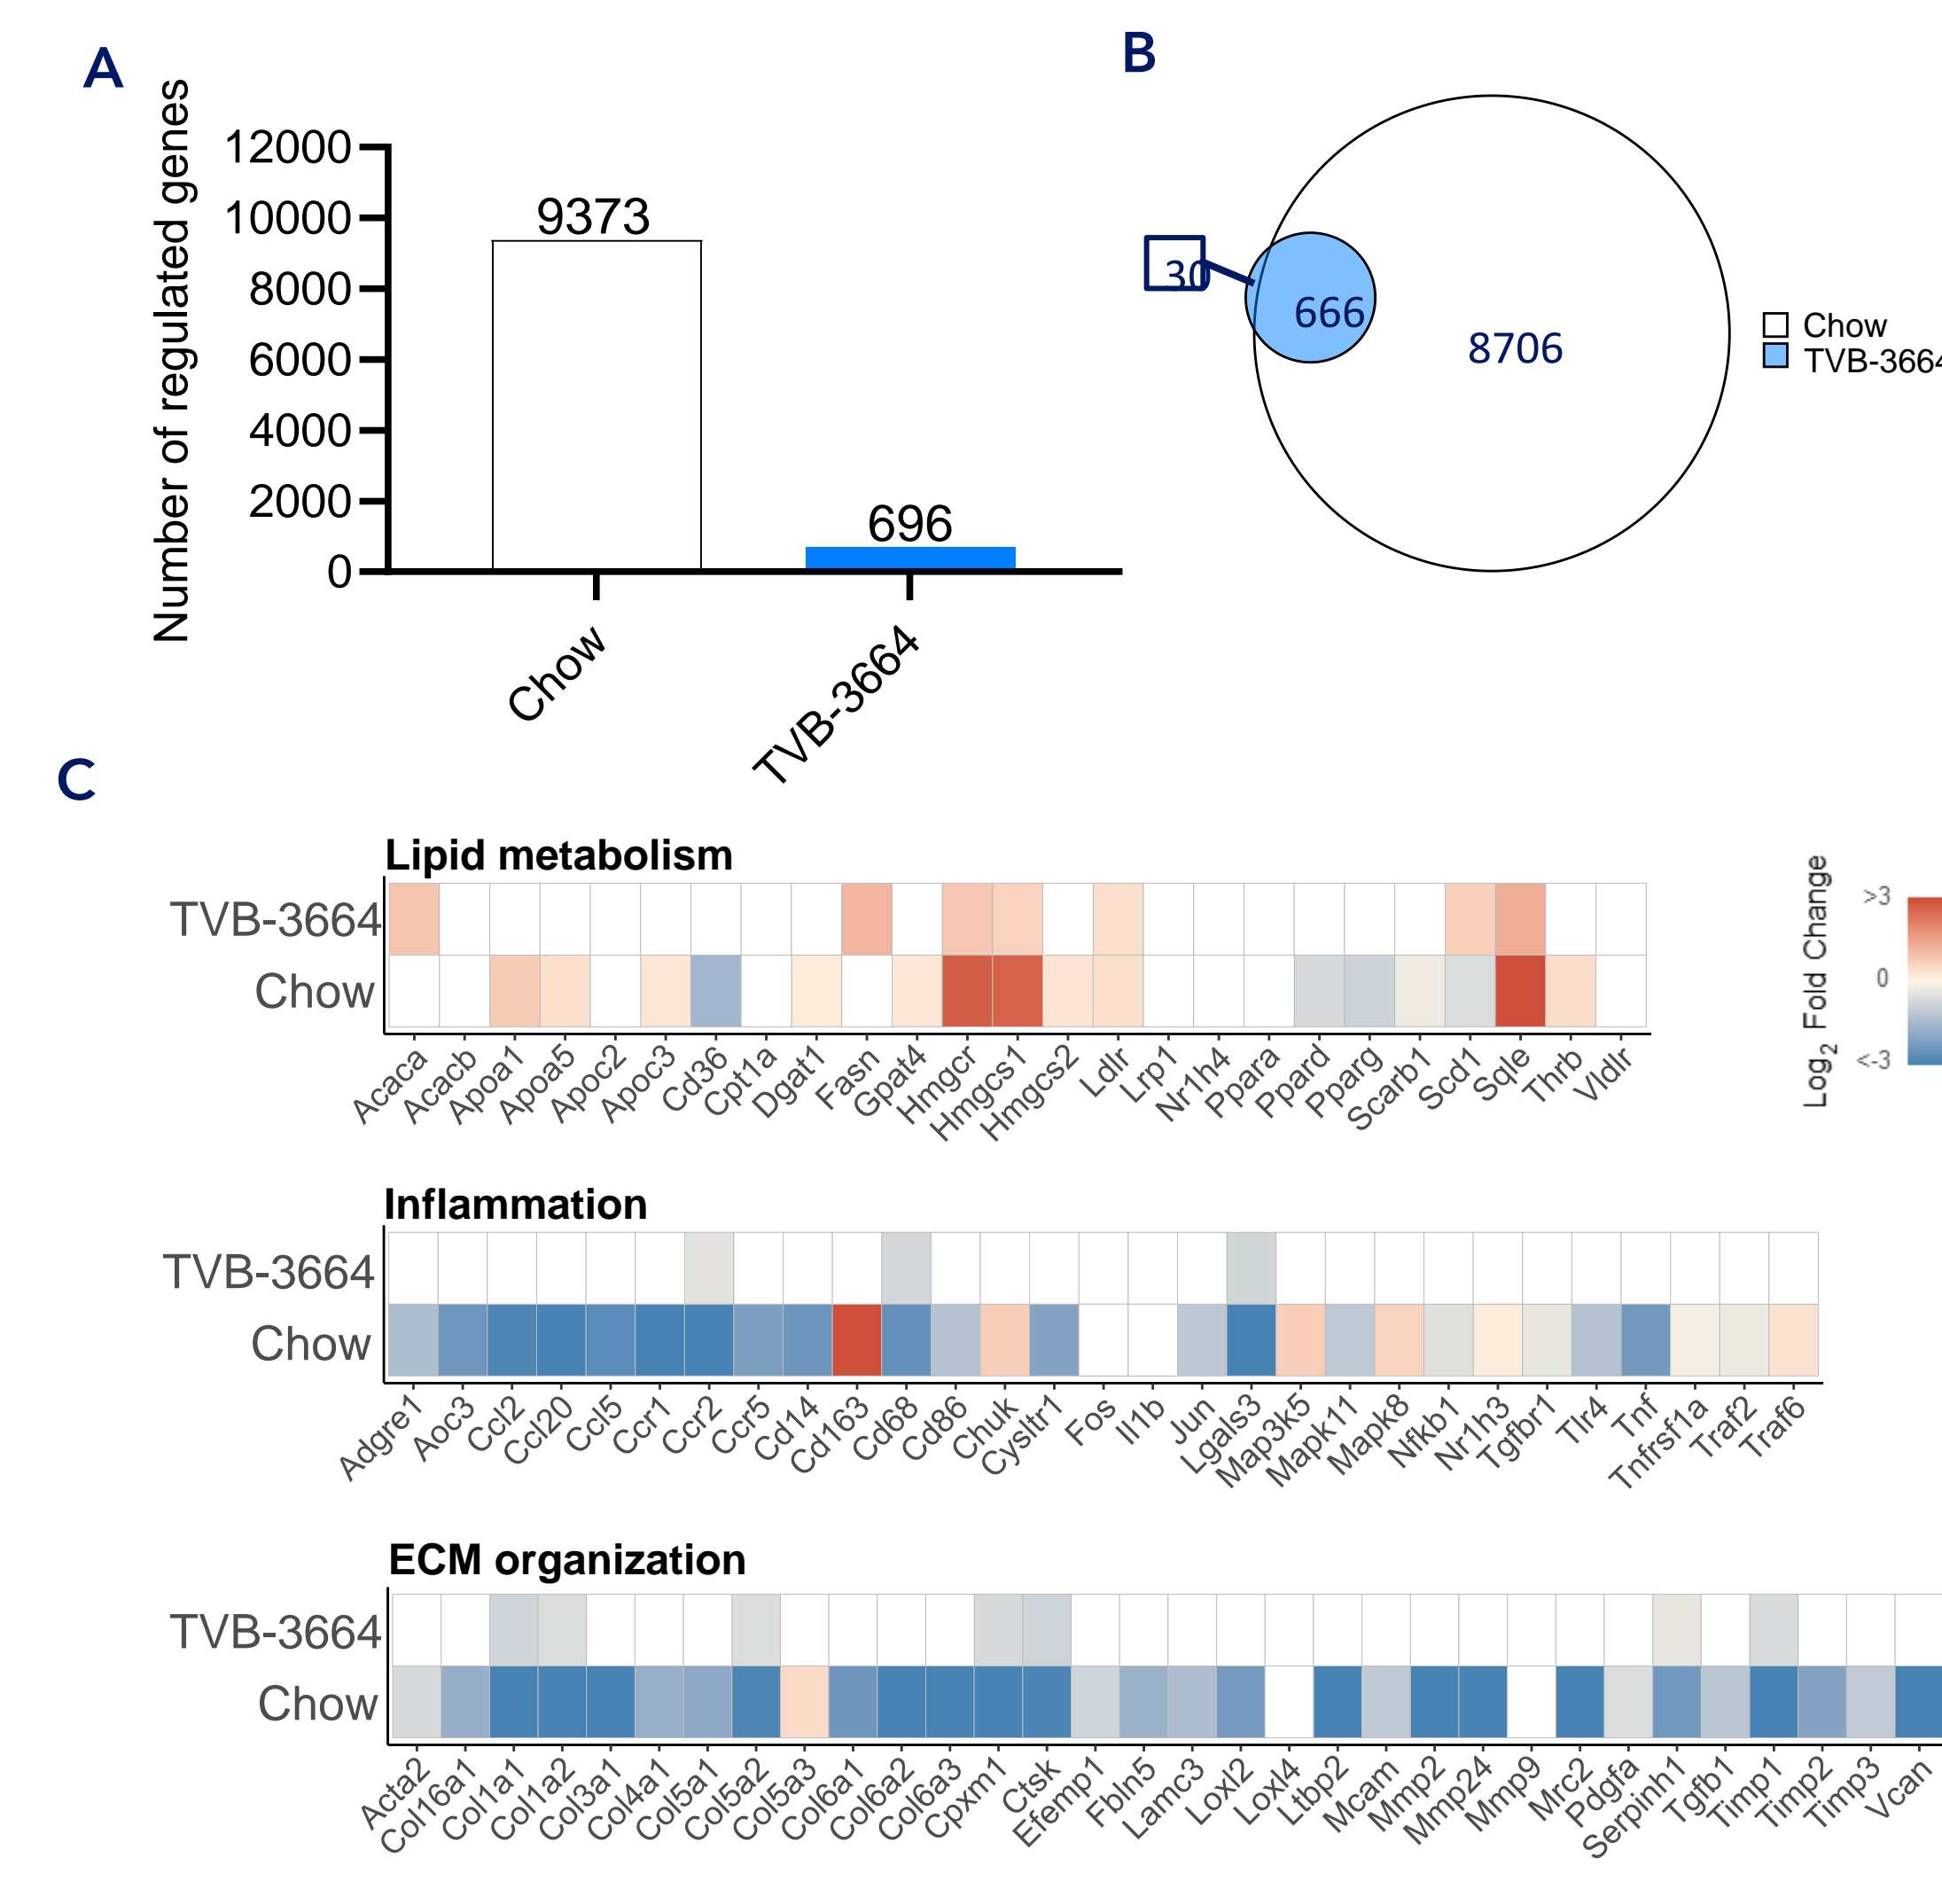 A
Number of regulated genes
12000
10000
8000
6000
4000
2000
0
9373
696
Chow
TVB-3664
B
30
666
8706
Chow
TVB-3664
C
Lipid metabolism
TVB-3664
Chow
Acaca Acacb Apoa1 Apoa5 Apoc2 Apoc3 Cd36 Cpt1a Dgat1 Fasn Gpat4 Hmgcr Hmgcs1 Hmgcs2 Ldlr Lrp1 Nr1h4 Ppara Ppard Pparg Scarb1 Scd1 Sqle Thrb Vldlr
Log2 Fold Change
>3
0
<-3
Inflammation
TVB-3664
Chow
Adgre1 Aoc3 Ccl2 Ccl20 Ccl5 Ccr1 Ccr2 Ccr5 Cd14 Cd163 Cd68 Cd86 Chuk Cysltr1 Fos Il1b Jun Lgals3 Map3k5 Mapk11 Mapk8 Nfkb1 Nr1h3 Tgfbr1 Tlr4 Tnf Tnfrsf1a Traf2 Traf6
ECM organization
TVB-3664
Chow
Acta2 Col16a1 Col1a1 Col1a2 Col3a1 Col4a1 Col5a1 Col5a2 Col5a3 Col6a1 Col6a2 Col6a3 Cpxm1 Ctsk Efemp1 Fbln5 Lamc3 Loxl2 Loxl4 Ltbp2 Mcam Mmp2 Mmp24 Mmp9 Mrc2 Pdgfa Serpinh1 Tgfb1 Timp1 Timp2 Timp3 Vcan